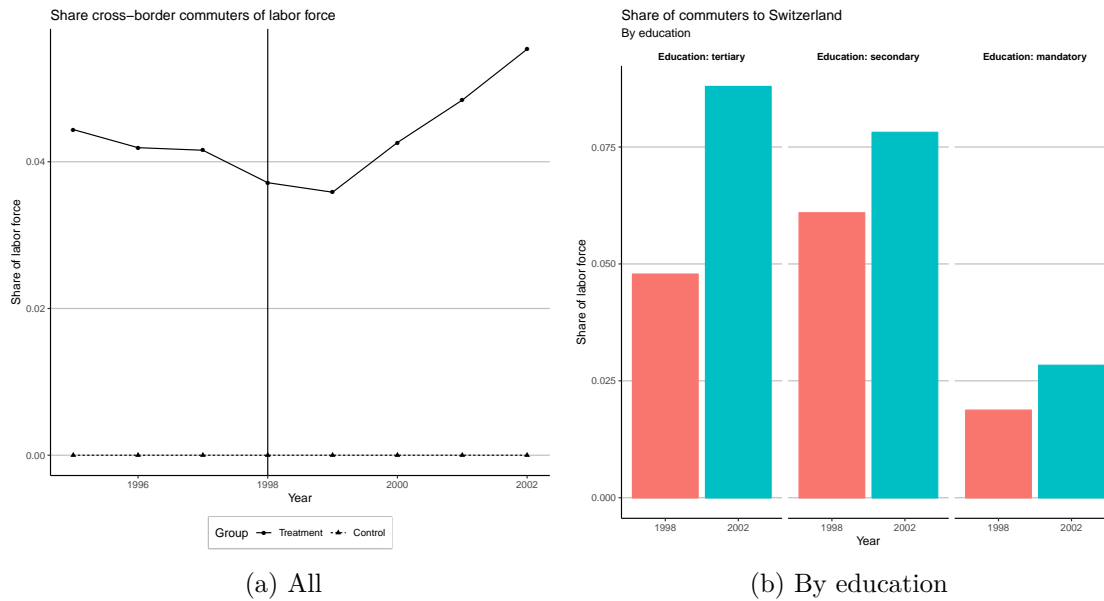 Share cross−border commuters of labor force
Share of labor force
0.04
0.02
0.00
1996 1998 2000 2002
Year
Group Treatment Control
(a) All
Share of commuters to Switzerland
By education
Education: tertiary Education: secondary Education: mandatory
Share of labor force
0.075
0.050
0.025
0.000
1998 2002 1998 2002 1998 2002
Year
(b) By education